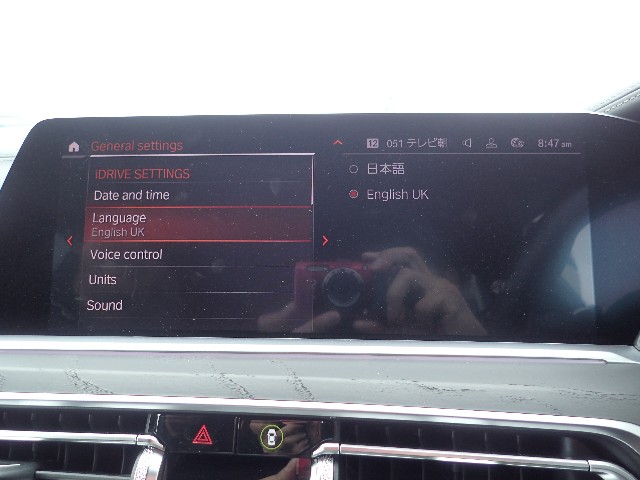 General settings
12 051 テレビ朝 8:47 am
iDRIVE SETTINGS
Date and time
Language
English UK
Voice control
Units
Sound
日本語
English UK